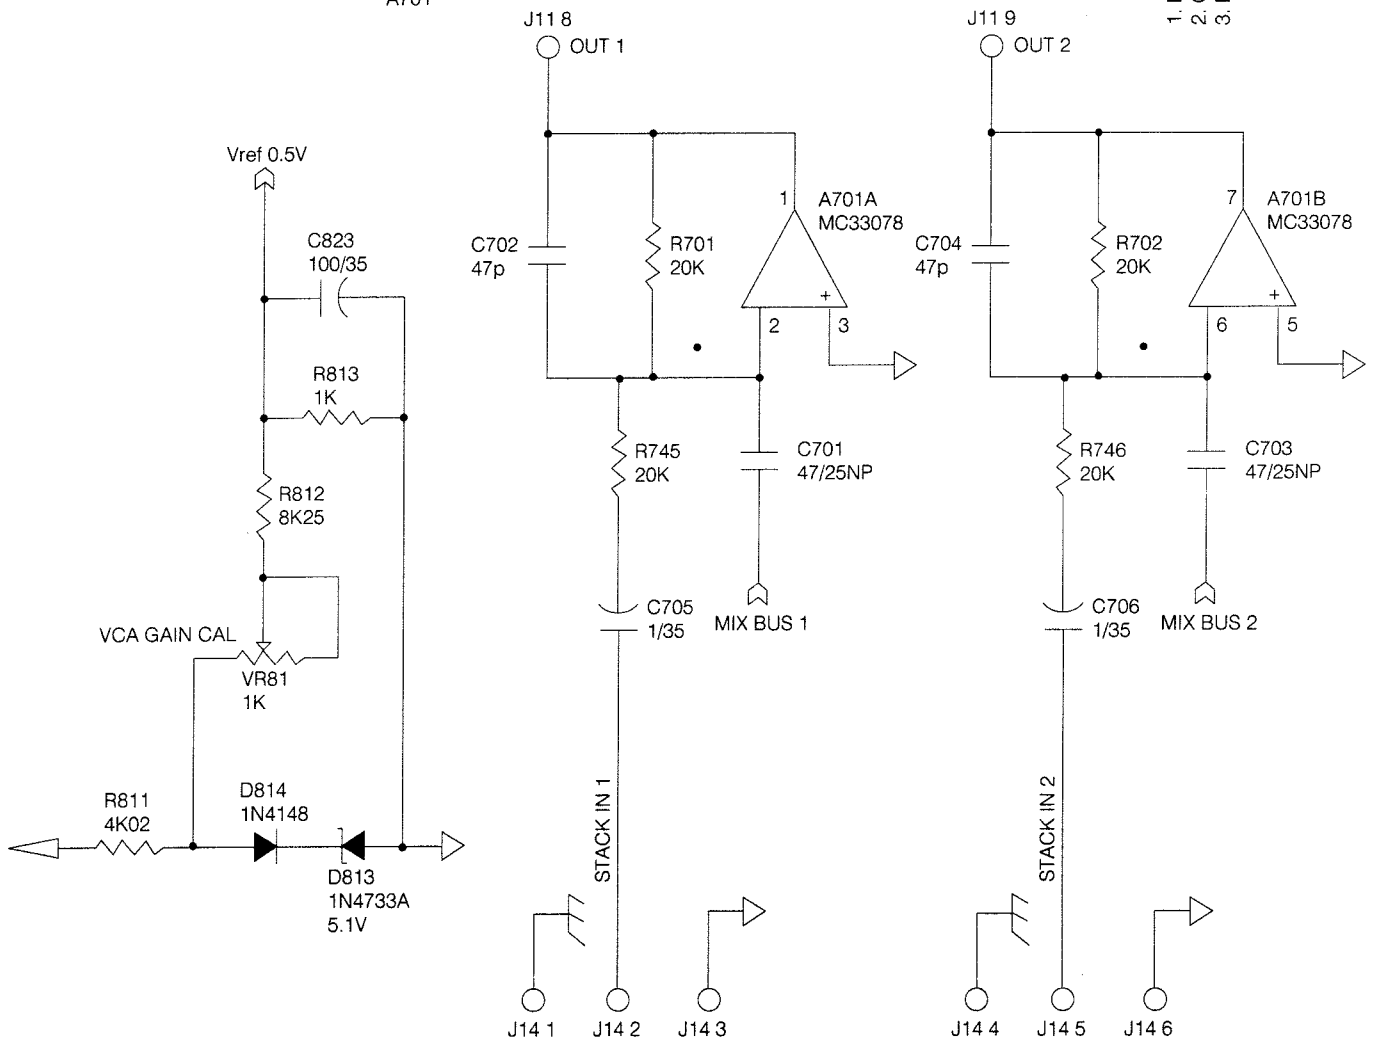 A701
J11 8
OUT 1
J11 9
OUT 2
1.
2.
3.
Vref 0.5V
C823
100/35
R813
1K
R812
8K25
VCA GAIN CAL
VR81
1K
R811
4K02
D814
1N4148
D813
1N4733A
5.1V
C702
47p
R701
20K
1
A701A
MC33078
+
2
3
R745
20K
C701
47/25NP
C705
1/35
MIX BUS 1
STACK IN 1
J14 1
J14 2
J14 3
C704
47p
R702
20K
7
A701B
MC33078
+
6
5
R746
20K
C703
47/25NP
C706
1/35
MIX BUS 2
STACK IN 2
J14 4
J14 5
J14 6